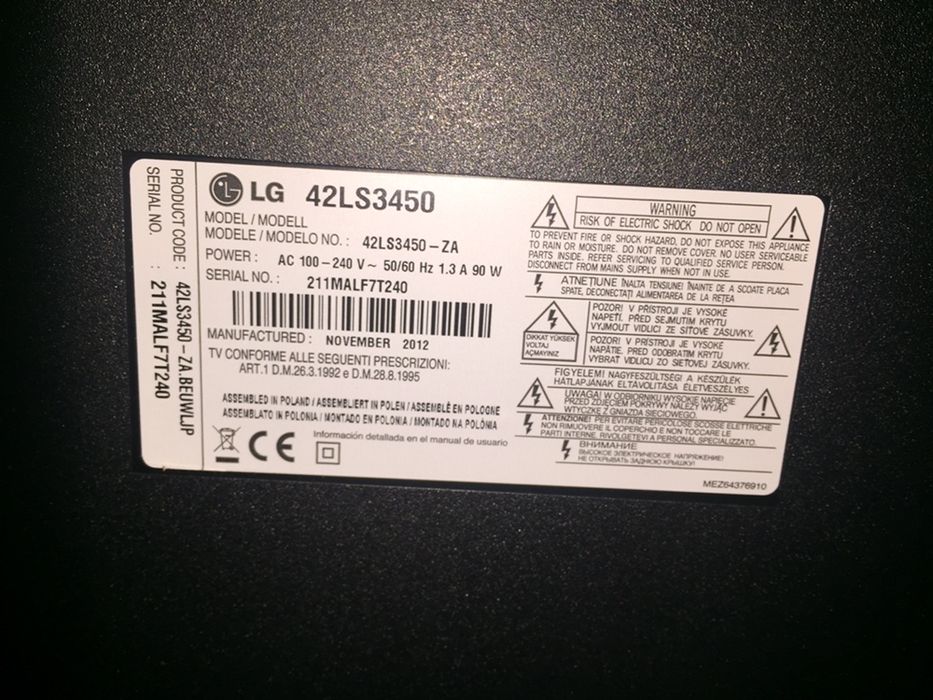 PRODUCT CODE : 42LS3450-ZA.BEUWLJP
SERIAL NO. : 211MALF7T240
LG 42LS3450
MODEL / MODELL
MODELE / MODELO NO. : 42LS3450-ZA
POWER : AC 100-240 V~ 50/60 Hz 1.3 A 90 W
SERIAL NO. : 211MALF7T240
MANUFACTURED : NOVEMBER 2012
TV CONFORME ALLE SEGUENTI PRESCRIZIONI:
ART.1 D.M.26.3.1992 e D.M.28.8.1995
ASSEMBLED IN POLAND / ASSEMBLIERT IN POLEN / ASSEMBLÉ EN POLOGNE
ASSEMBLATO IN POLONIA / MONTADO EN POLONIA / MONTADO NA POLÓNIA
CE
Información detallada en el manual de usuario
WARNING
RISK OF ELECTRIC SHOCK DO NOT OPEN
TO PREVENT FIRE OR SHOCK HAZARD, DO NOT EXPOSE THIS APPLIANCE
TO RAIN OR MOISTURE. DO NOT REMOVE COVER. NO USER SERVICEABLE
PARTS INSIDE. REFER SERVICING TO QUALIFIED SERVICE PERSON.
DISCONNECT FROM MAINS SUPPLY WHEN NOT IN USE.
ATNEŢIUNE ÎNALTA TENSIUNE! ÎNAINTE DE A SCOATE PLACA
SPATE, DECONECTAŢI ALIMENTAREA DE LA REŢEA
DIKKAT YÜKSEK
VOLTAJ
AÇMAYINIZ
POZOR! V PŘÍSTROJI JE VYSOKÉ
NAPĚTÍ. PŘED SEJMUTIM KRYTU
VYJMOUT VIDLICI ZE SÍŤOVÉ ZÁSUVKY.
POZOR! V PRÍSTROJI JE VYSOKÉ
NAPÄTIE. PRED ODOBRATÍM KRYTU
VYBRAŤ VIDLICU ZO SIEŤOVEJ ZÁSUVKY.
FIGYELEM! NAGYFESZÜLTSÉG! A KÉSZÜLÉK
HÁTLAPJÁNAK ELTÁVOLÍTÁSA ÉLETVESZÉLYES
UWAGA! W ODBIORNIKU WYSOKIE NAPIĘCIE
PRZED ZDJĘCIEM POKRYWY NALEŻY WYJĄĆ
WTYCZKĘ Z GNIAZDA SIECIOWEGO.
ATTENZIONE! PER EVITARE PERICOLOSE SCOSSE ELETTRICHE
NON RIMUOVERE IL COPERCHIO E NON TOCCARE LE
PARTI INTERNE. RIVOLGETEVI A PERSONAL SPECIALIZZATO.
ВНИМАНИЕ
ВЫСОКОЕ ЭЛЕКТРИЧЕСКОЕ НАПРЯЖЕНИЕ!
НЕ ОТКРЫВАТЬ ЗАДНЮЮ КРЫШКУ!
MEZ64376910